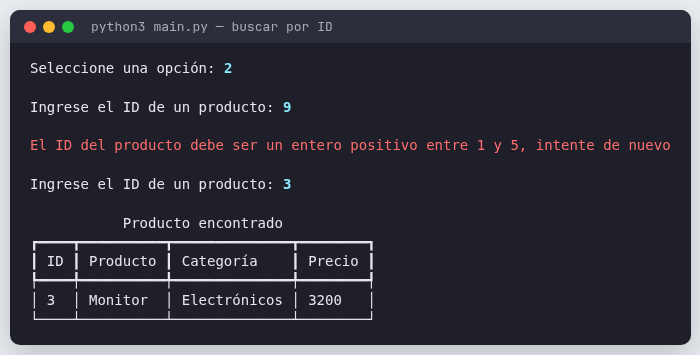 python3 main.py — buscar por ID
Seleccione una opción: 2
Ingrese el ID de un producto: 9
El ID del producto debe ser un entero positivo entre 1 y 5, intente de nuevo
Ingrese el ID de un producto: 3
Producto encontrado
ID Producto Categoría Precio
3 Monitor Electrónicos 3200